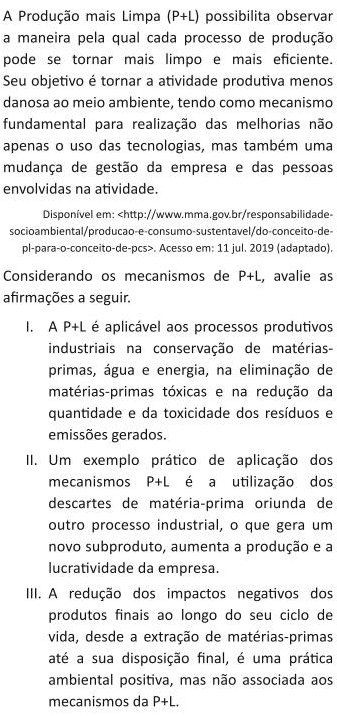 A Produção mais Limpa (P+L) possibilita observar
a maneira pela qual cada processo de produção
pode se tornar mais limpo e mais eficiente.
Seu objetivo é tornar a atividade produtiva menos
danosa ao meio ambiente, tendo como mecanismo
fundamental para realização das melhorias não
apenas o uso das tecnologias, mas também uma
mudança de gestão da empresa e das pessoas
envolvidas na atividade.
Disponível em: <http://www.mma.gov.br/responsabilidade-
socioambiental/producao-e-consumo-sustentavel/do-conceito-de-
pl-para-o-conceito-de-pcs>. Acesso em: 11 jul. 2019 (adaptado).
Considerando os mecanismos de P+L, avalie as
afirmações a seguir.
I. A P+L é aplicável aos processos produtivos
industriais na conservação de matérias-
primas, água e energia, na eliminação de
matérias-primas tóxicas e na redução da
quantidade e da toxicidade dos resíduos e
emissões gerados.
II. Um exemplo prático de aplicação dos
mecanismos P+L é a utilização dos
descartes de matéria-prima oriunda de
outro processo industrial, o que gera um
novo subproduto, aumenta a produção e a
lucratividade da empresa.
III. A redução dos impactos negativos dos
produtos finais ao longo do seu ciclo de
vida, desde a extração de matérias-primas
até a sua disposição final, é uma prática
ambiental positiva, mas não associada aos
mecanismos da P+L.